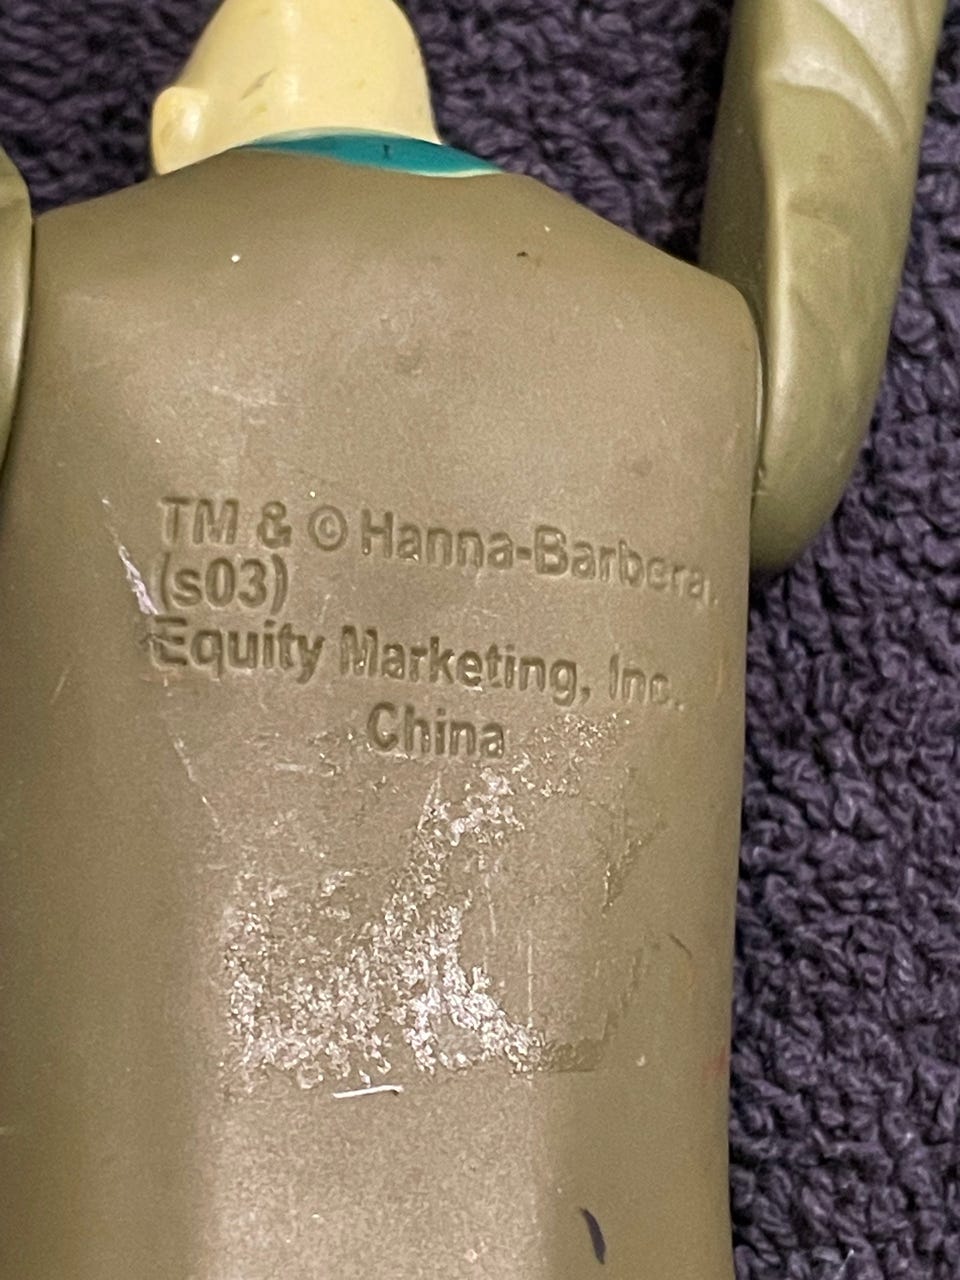 TM & © Hanna-Barbera.
(s03)
Equity Marketing, Inc.
China